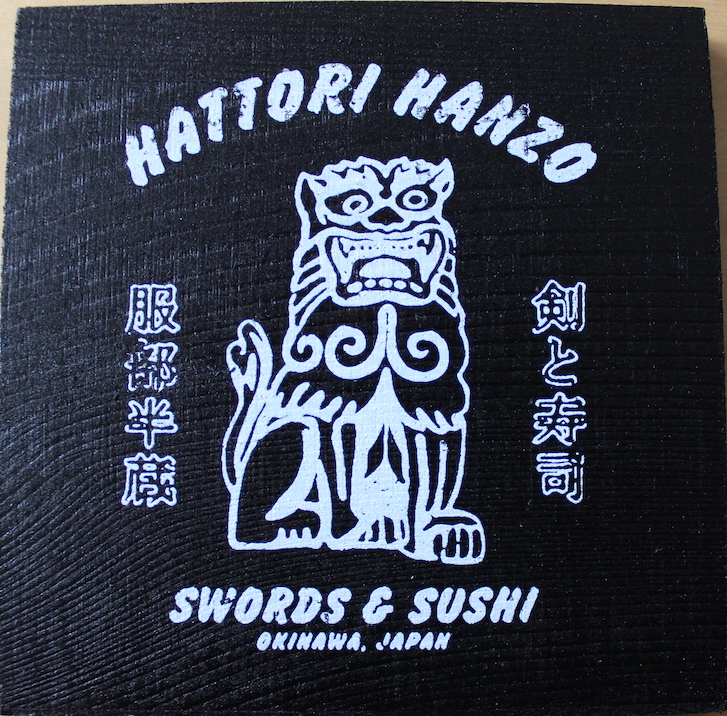 HATTORI HANZO
服部半蔵
剣と寿司
SWORDS & SUSHI
OKINAWA, JAPAN